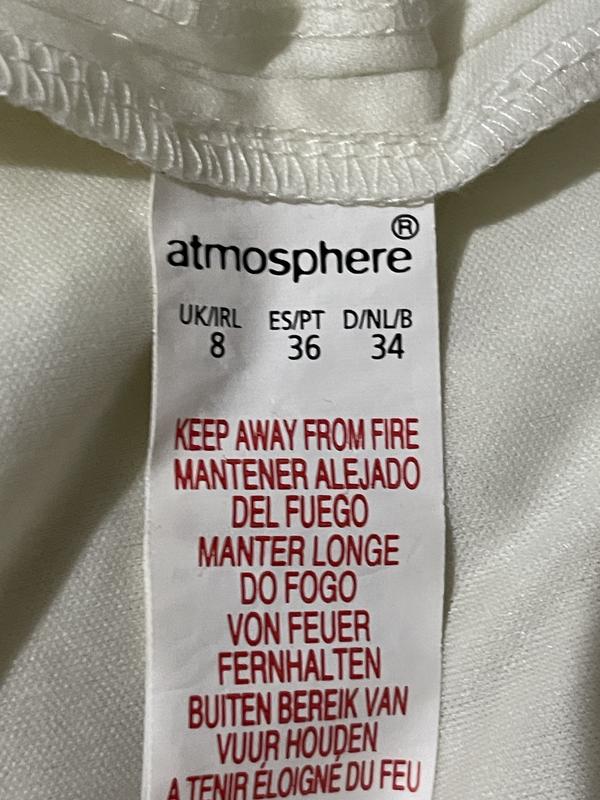 atmosphere®
UK/IRL ES/PT D/NL/B
8 36 34
KEEP AWAY FROM FIRE
MANTENER ALEJADO
DEL FUEGO
MANTER LONGE
DO FOGO
VON FEUER
FERNHALTEN
BUITEN BEREIK VAN
VUUR HOUDEN
A TENIR ÉLOIGNÉ DU FEU